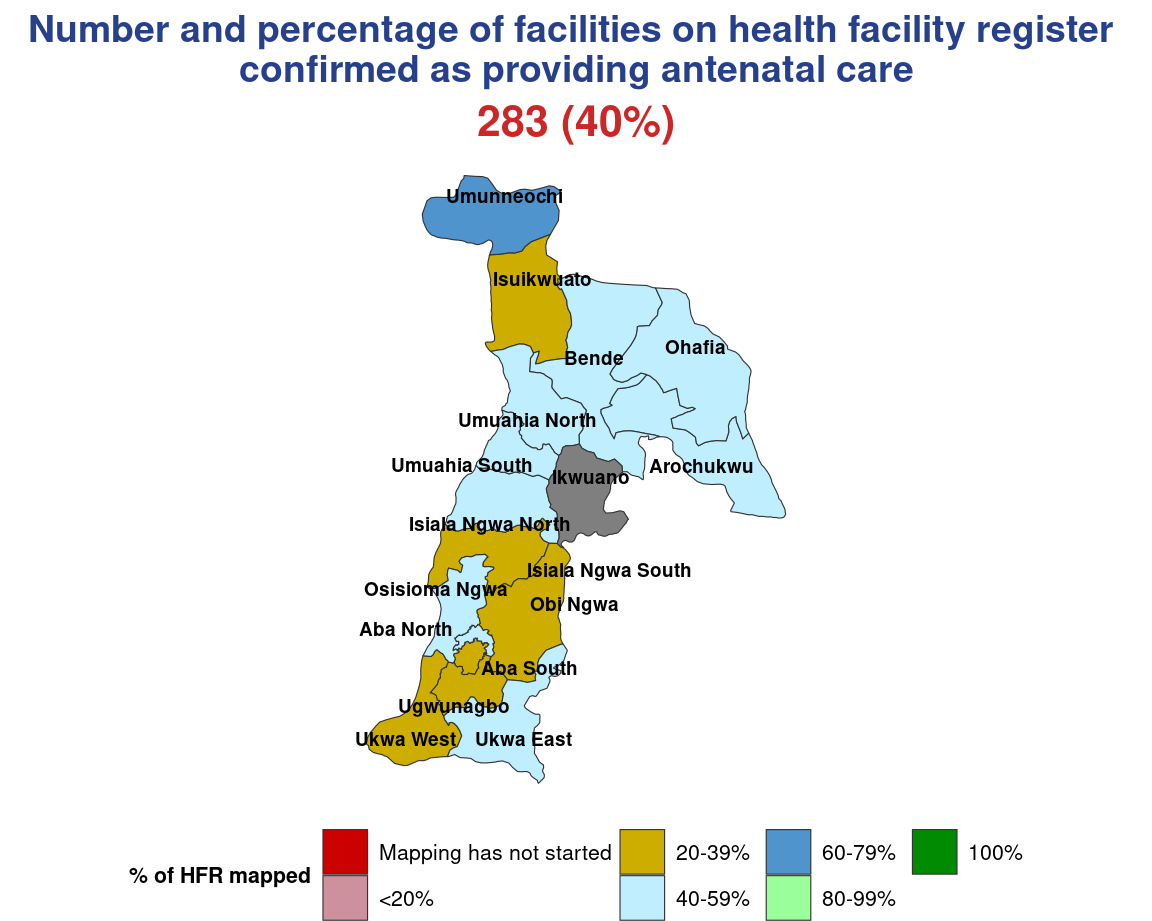 Number and percentage of facilities on health facility register
confirmed as providing antenatal care
283 (40%)
Umunneochi
Isuikwuato
Ohafia
Bende
Umuahia North
Umuahia South
Arochukwu
Ikwuano
Isiala Ngwa North
Isiala Ngwa South
Osisioma Ngwa
Obi Ngwa
Aba North
Aba South
Ugwunagbo
Ukwa West
Ukwa East
% of HFR mapped
Mapping has not started
<20%
20-39%
40-59%
60-79%
80-99%
100%